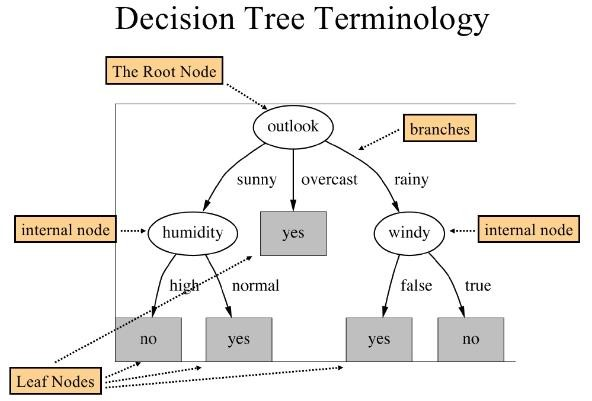 Decision Tree Terminology
The Root Node
outlook
branches
sunny
overcast
rainy
internal node
humidity
yes
windy
internal node
high
normal
false
true
no
yes
yes
no
Leaf Nodes